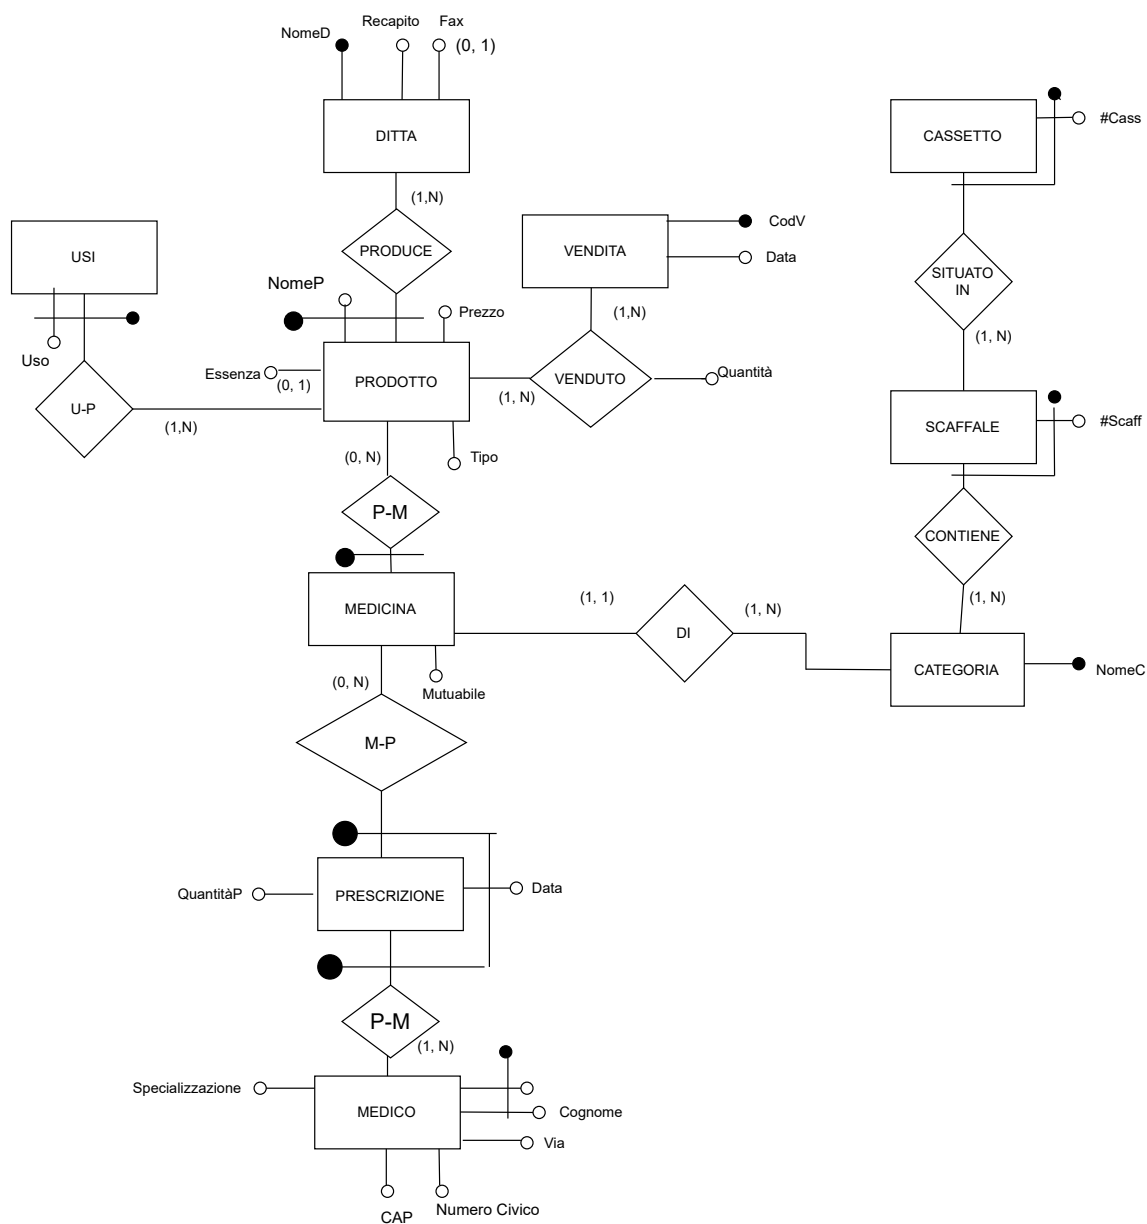 Recapito
Fax
NomeD
(0, 1)
DITTA
CASSETTO
#Cass
(1,N)
PRODUCE
VENDITA
CodV
Data
USI
SITUATO
IN
NomeP
Prezzo
(1,N)
(1, N)
Uso
Essenza
(0, 1)
PRODOTTO
VENDUTO
Quantità
(1, N)
U-P
(1,N)
SCAFFALE
#Scaff
(0, N)
Tipo
P-M
CONTIENE
MEDICINA
(1, 1)
(1, N)
(1, N)
DI
CATEGORIA
NomeC
(0, N)
Mutuabile
M-P
QuantitàP
PRESCRIZIONE
Data
P-M
(1, N)
Specializzazione
MEDICO
Cognome
Via
CAP
Numero Civico